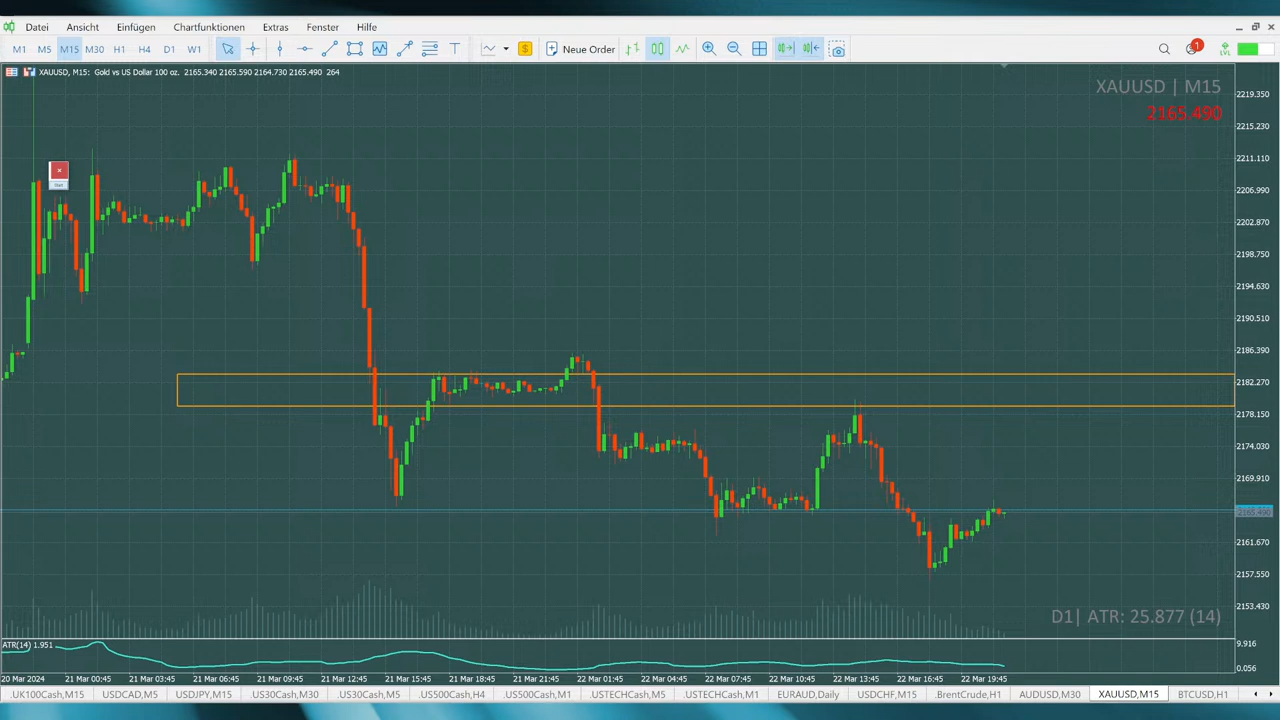 Datei Ansicht Einfügen Chartfunktionen Extras Fenster Hilfe
M1 M5 M15 M30 H1 H4 D1 W1 T $ Neue Order 1 LVL
XAUUSD, M15: Gold vs US Dollar 100 oz. 2165.340 2165.590 2164.730 2165.490 264
XAUUSD | M15
2165.490
Start
2219.350
2215.230
2211.110
2206.990
2202.870
2198.750
2194.630
2190.510
2186.390
2182.270
2178.150
2174.030
2169.910
2165.490
2161.670
2157.550
2153.430
D1| ATR: 25.877 (14)
ATR(14) 1.951
9.916
0.056
20 Mar 2024 21 Mar 00:45 21 Mar 03:45 21 Mar 06:45 21 Mar 09:45 21 Mar 12:45 21 Mar 15:45 21 Mar 18:45 21 Mar 21:45 22 Mar 01:45 22 Mar 04:45 22 Mar 07:45 22 Mar 10:45 22 Mar 13:45 22 Mar 16:45 22 Mar 19:45
UK100Cash,M15 USDCAD,M5 USDJPY,M15 .US30Cash,M30 .US30Cash,M5 .US500Cash,H4 .US500Cash,M1 .USTECHCash,M5 .USTECHCash,M1 EURAUD,Daily USDCHF,M15 .BrentCrude,H1 AUDUSD,M30 XAUUSD,M15 BTCUSD,H1